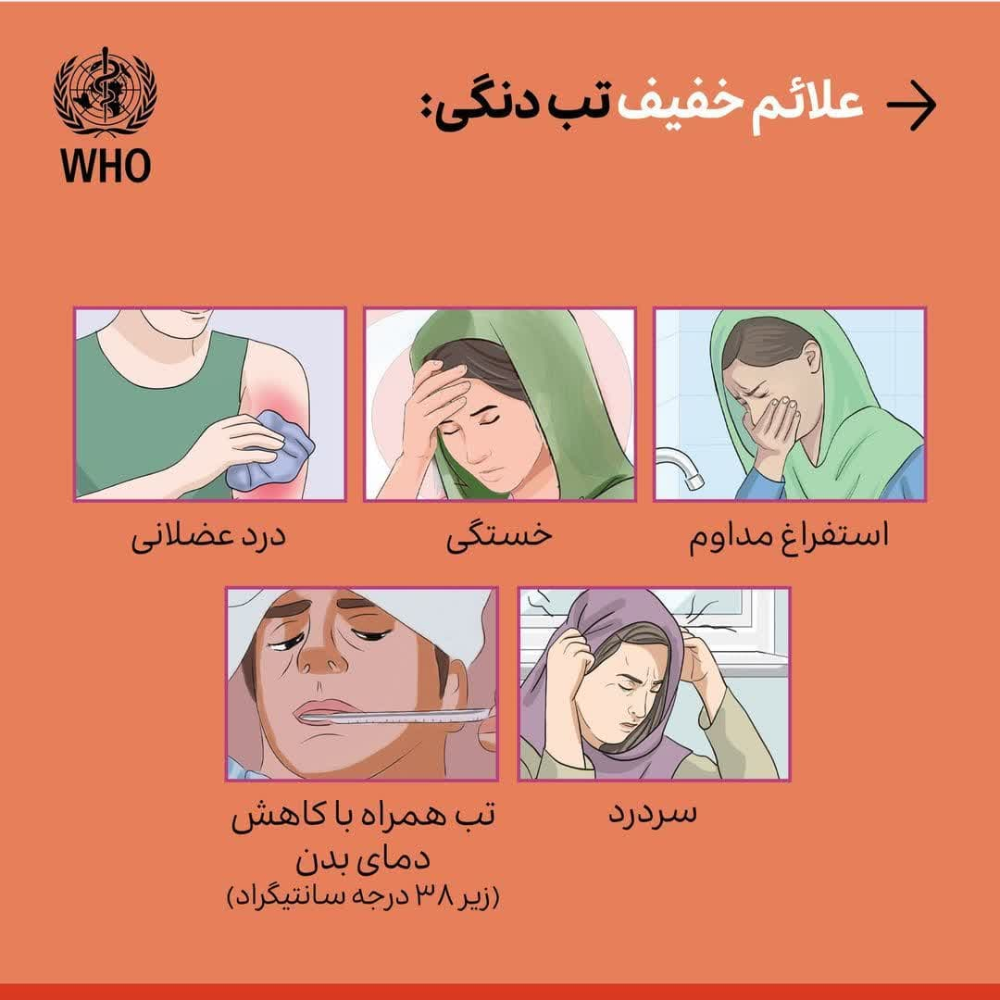 علائم خفیف تب دنگی:
WHO
استفراغ مداوم
خستگی
درد عضلانی
سردرد
تب همراه با کاهش
دمای بدن
(زیر ۳۸ درجه سانتیگراد)